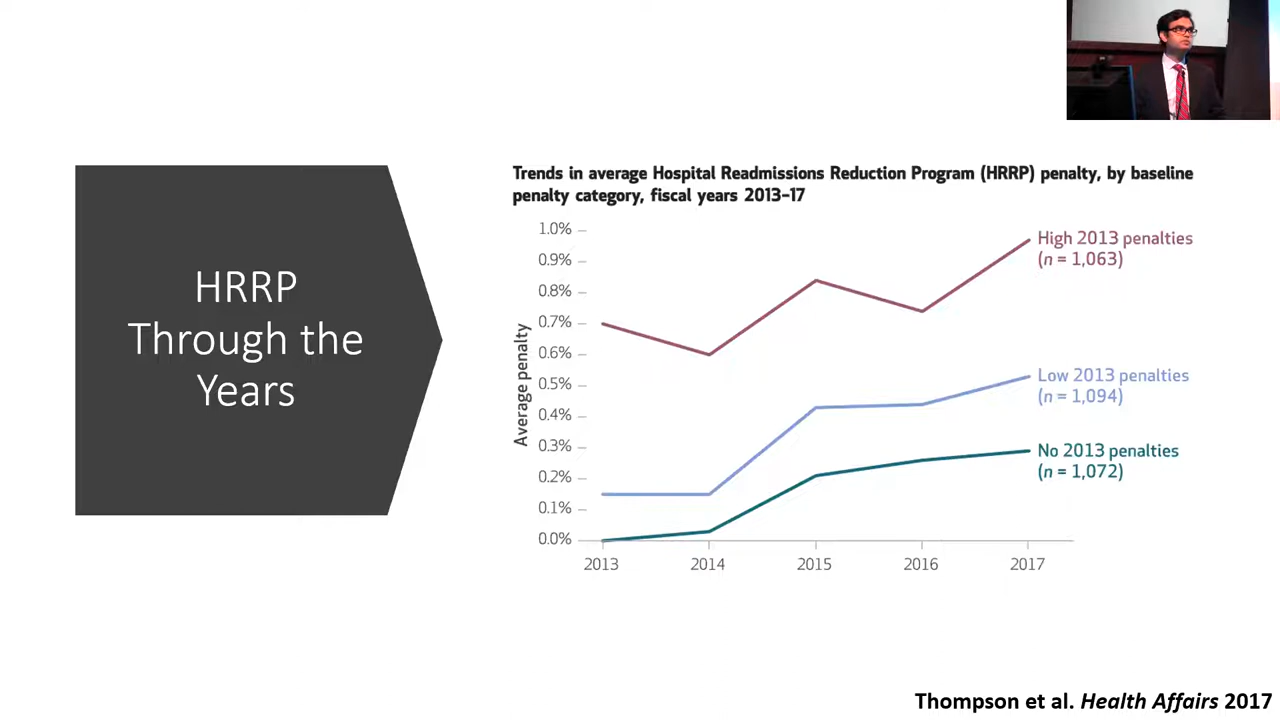 HRRP
Through the
Years
Trends in average Hospital Readmissions Reduction Program (HRRP) penalty, by baseline
penalty category, fiscal years 2013–17
Average penalty
1.0%
0.9%
0.8%
0.7%
0.6%
0.5%
0.4%
0.3%
0.2%
0.1%
0.0%
2013 2014 2015 2016 2017
High 2013 penalties
(n = 1,063)
Low 2013 penalties
(n = 1,094)
No 2013 penalties
(n = 1,072)
Thompson et al. Health Affairs 2017